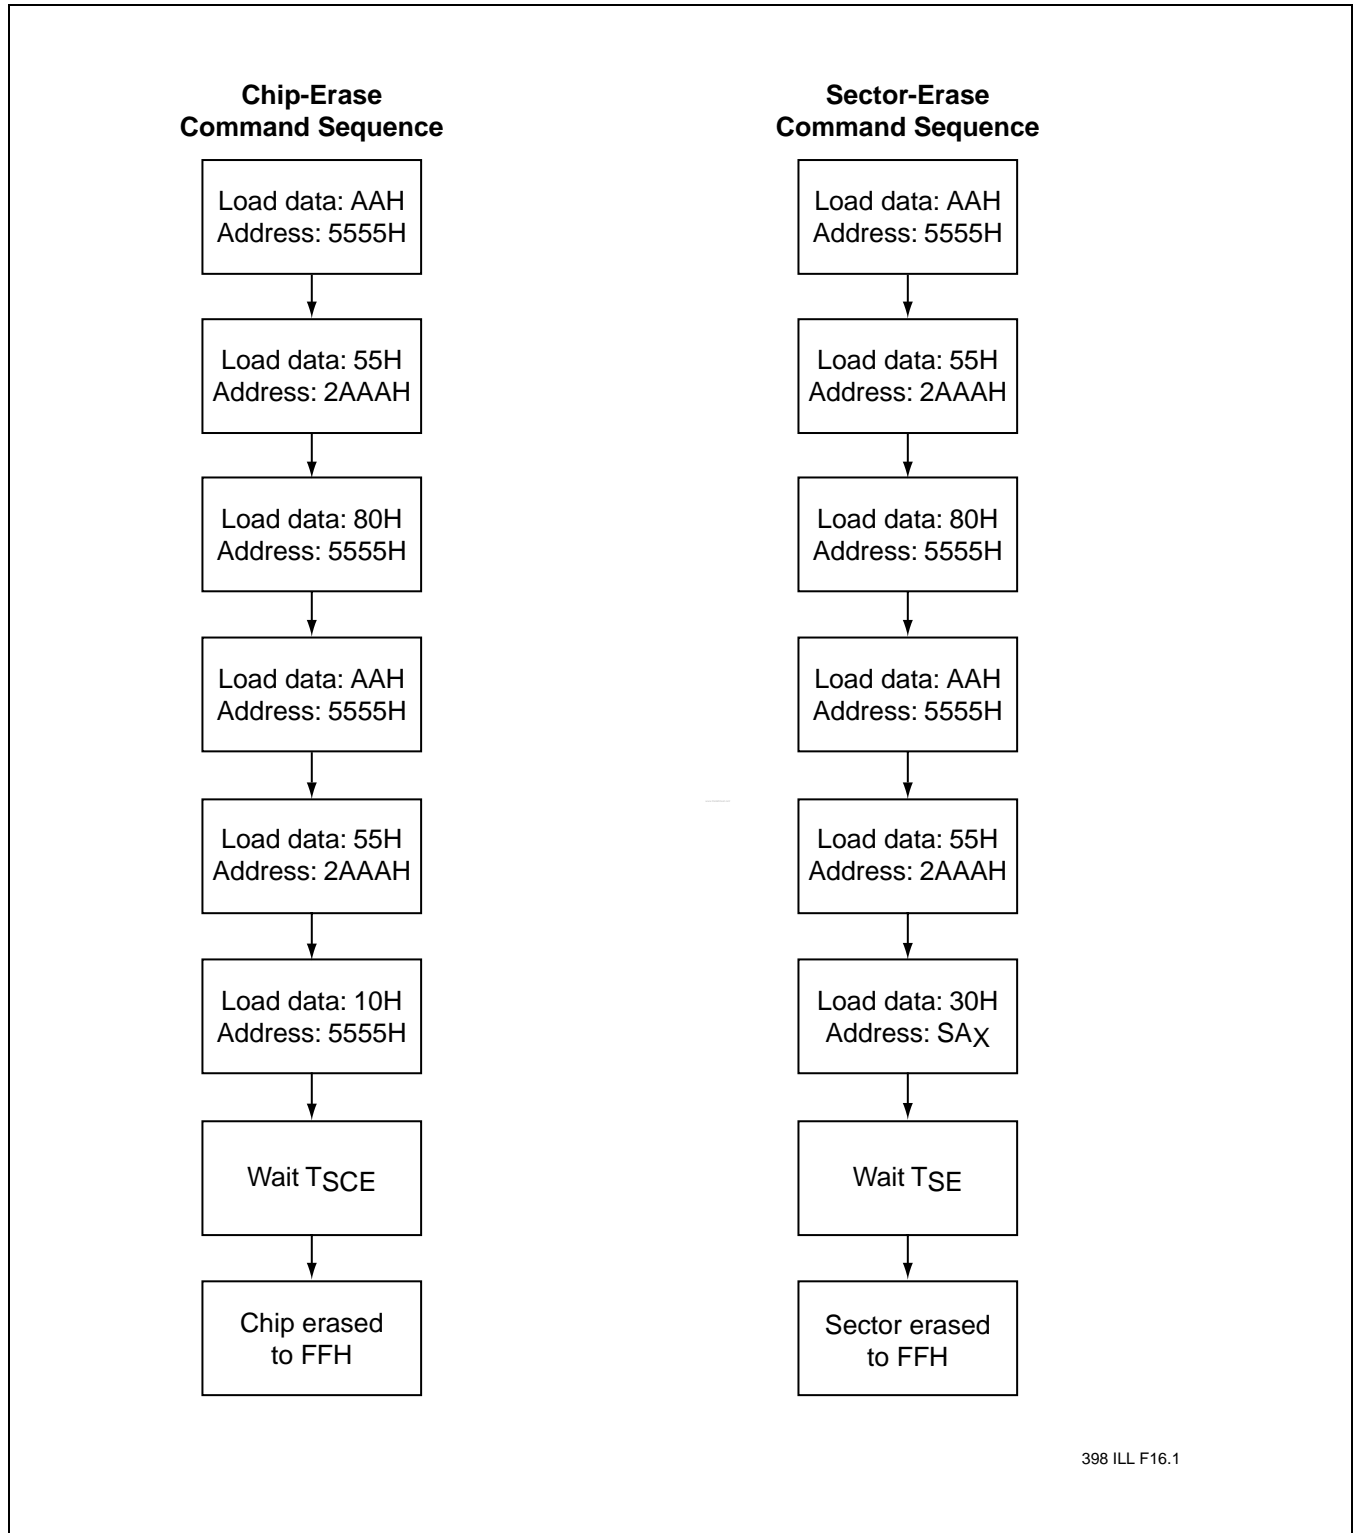 Chip-Erase
Command Sequence
Load data: AAH
Address: 5555H
Load data: 55H
Address: 2AAAH
Load data: 80H
Address: 5555H
Load data: AAH
Address: 5555H
Load data: 55H
Address: 2AAAH
Load data: 10H
Address: 5555H
Wait TSCE
Chip erased
to FFH
Sector-Erase
Command Sequence
Load data: AAH
Address: 5555H
Load data: 55H
Address: 2AAAH
Load data: 80H
Address: 5555H
Load data: AAH
Address: 5555H
Load data: 55H
Address: 2AAAH
Load data: 30H
Address: SAX
Wait TSE
Sector erased
to FFH
398 ILL F16.1